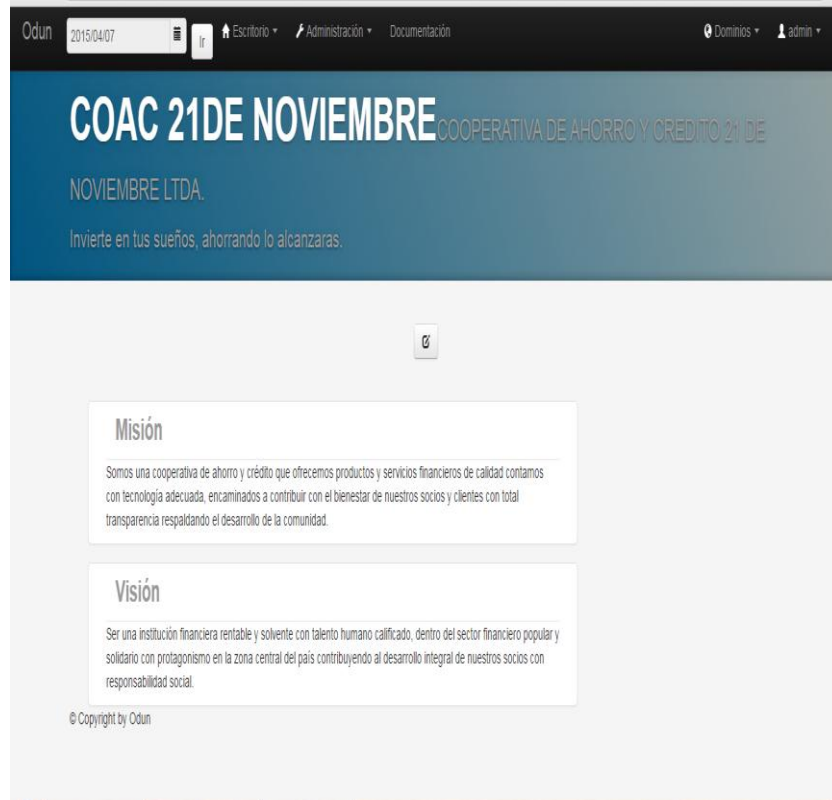 Odun 2015/04/07 Ir Escritorio Administración Documentación Dominios admin
COAC 21DE NOVIEMBRE COOPERATIVA DE AHORRO Y CREDITO 21 DE
NOVIEMBRE LTDA.
Invierte en tus sueños, ahorrando lo alcanzaras.
Misión
Somos una cooperativa de ahorro y crédito que ofrecemos productos y servicios financieros de calidad contamos
con tecnología adecuada, encaminados a contribuir con el bienestar de nuestros socios y clientes con total
transparencia respaldando el desarrollo de la comunidad.
Visión
Ser una institución financiera rentable y solvente con talento humano calificado, dentro del sector financiero popular y
solidario con protagonismo en la zona central del país contribuyendo al desarrollo integral de nuestros socios con
responsabilidad social.
© Copyright by Odun